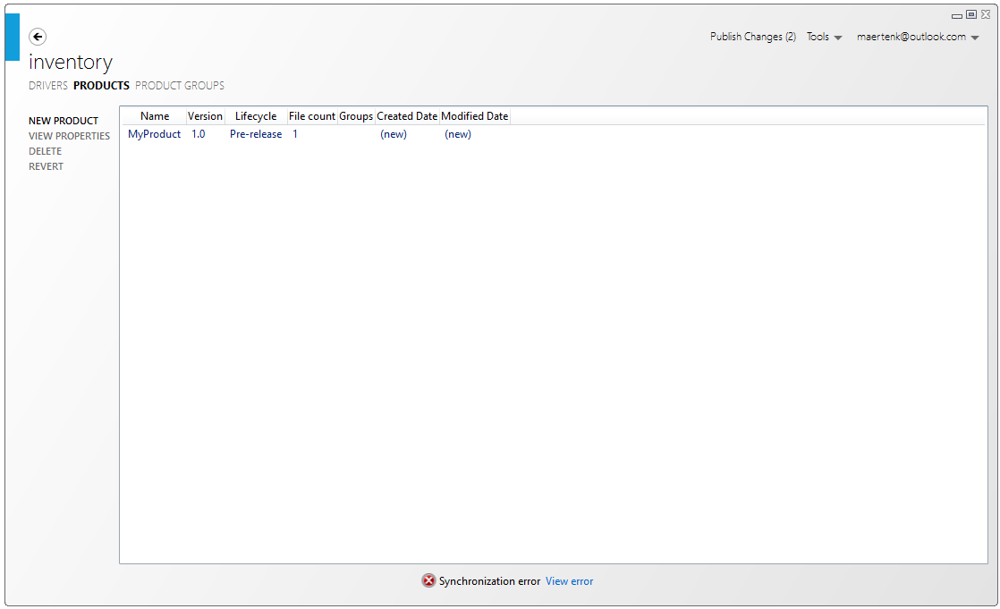 Publish Changes (2) Tools maertenk@outlook.com
inventory
DRIVERS PRODUCTS PRODUCT GROUPS
NEW PRODUCT
VIEW PROPERTIES
DELETE
REVERT
Name Version Lifecycle File count Groups Created Date Modified Date
MyProduct 1.0 Pre-release 1 (new) (new)
Synchronization error View error